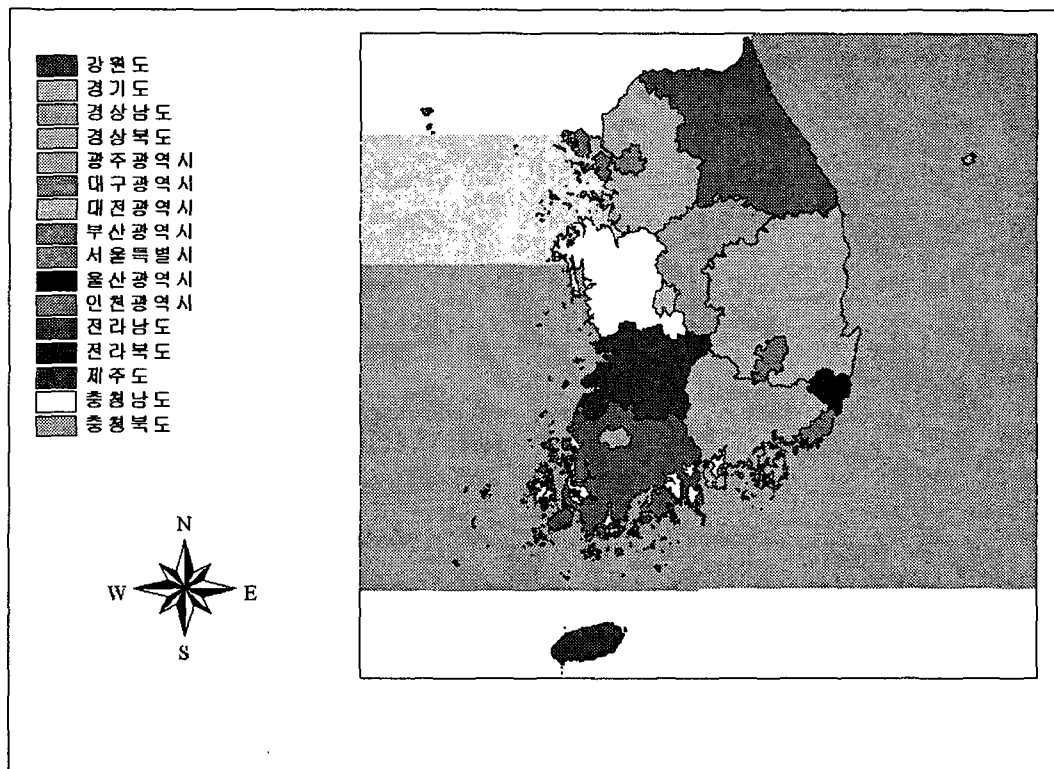 강원도
경기도
경상남도
경상북도
광주광역시
대구광역시
대전광역시
부산광역시
서울특별시
울산광역시
인천광역시
전라남도
전라북도
제주도
충청남도
충청북도
N
W E
S